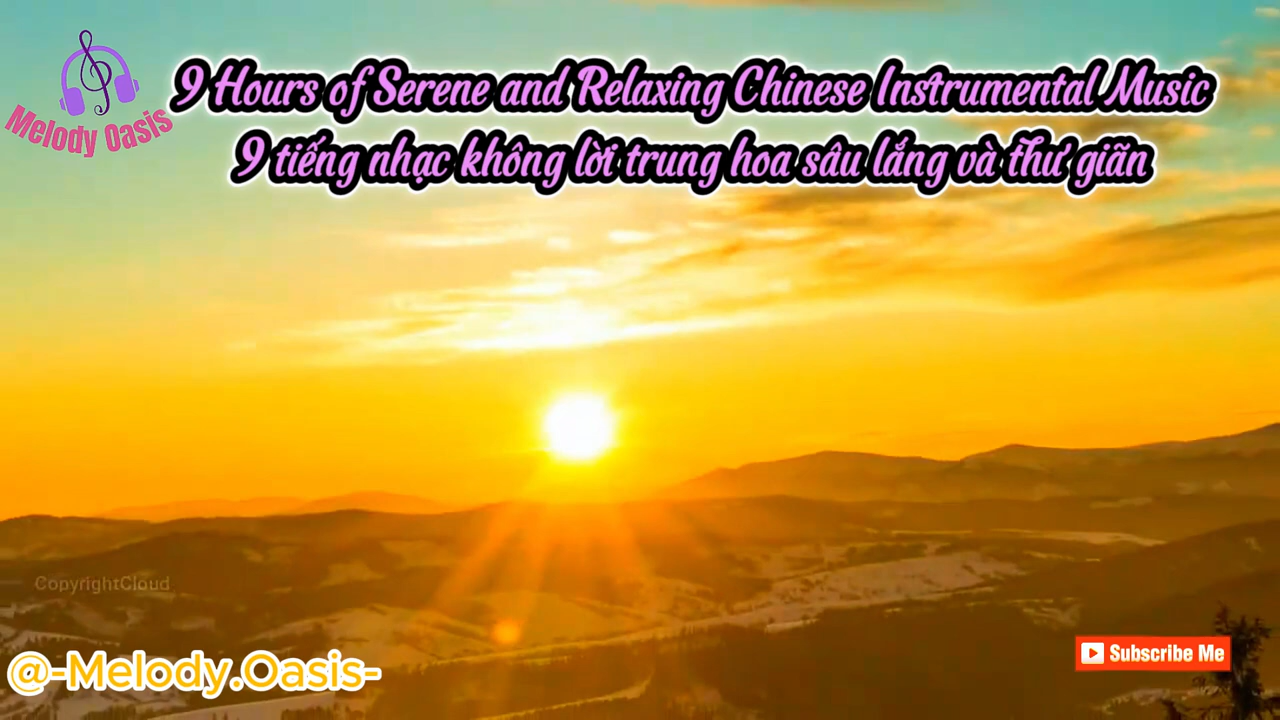 Melody Oasis
9 Hours of Serene and Relaxing Chinese Instrumental Music
9 tiếng nhạc không lời trung hoa sâu lắng và thư giãn
CopyrightCloud
@-Melody.Oasis-
Subscribe Me